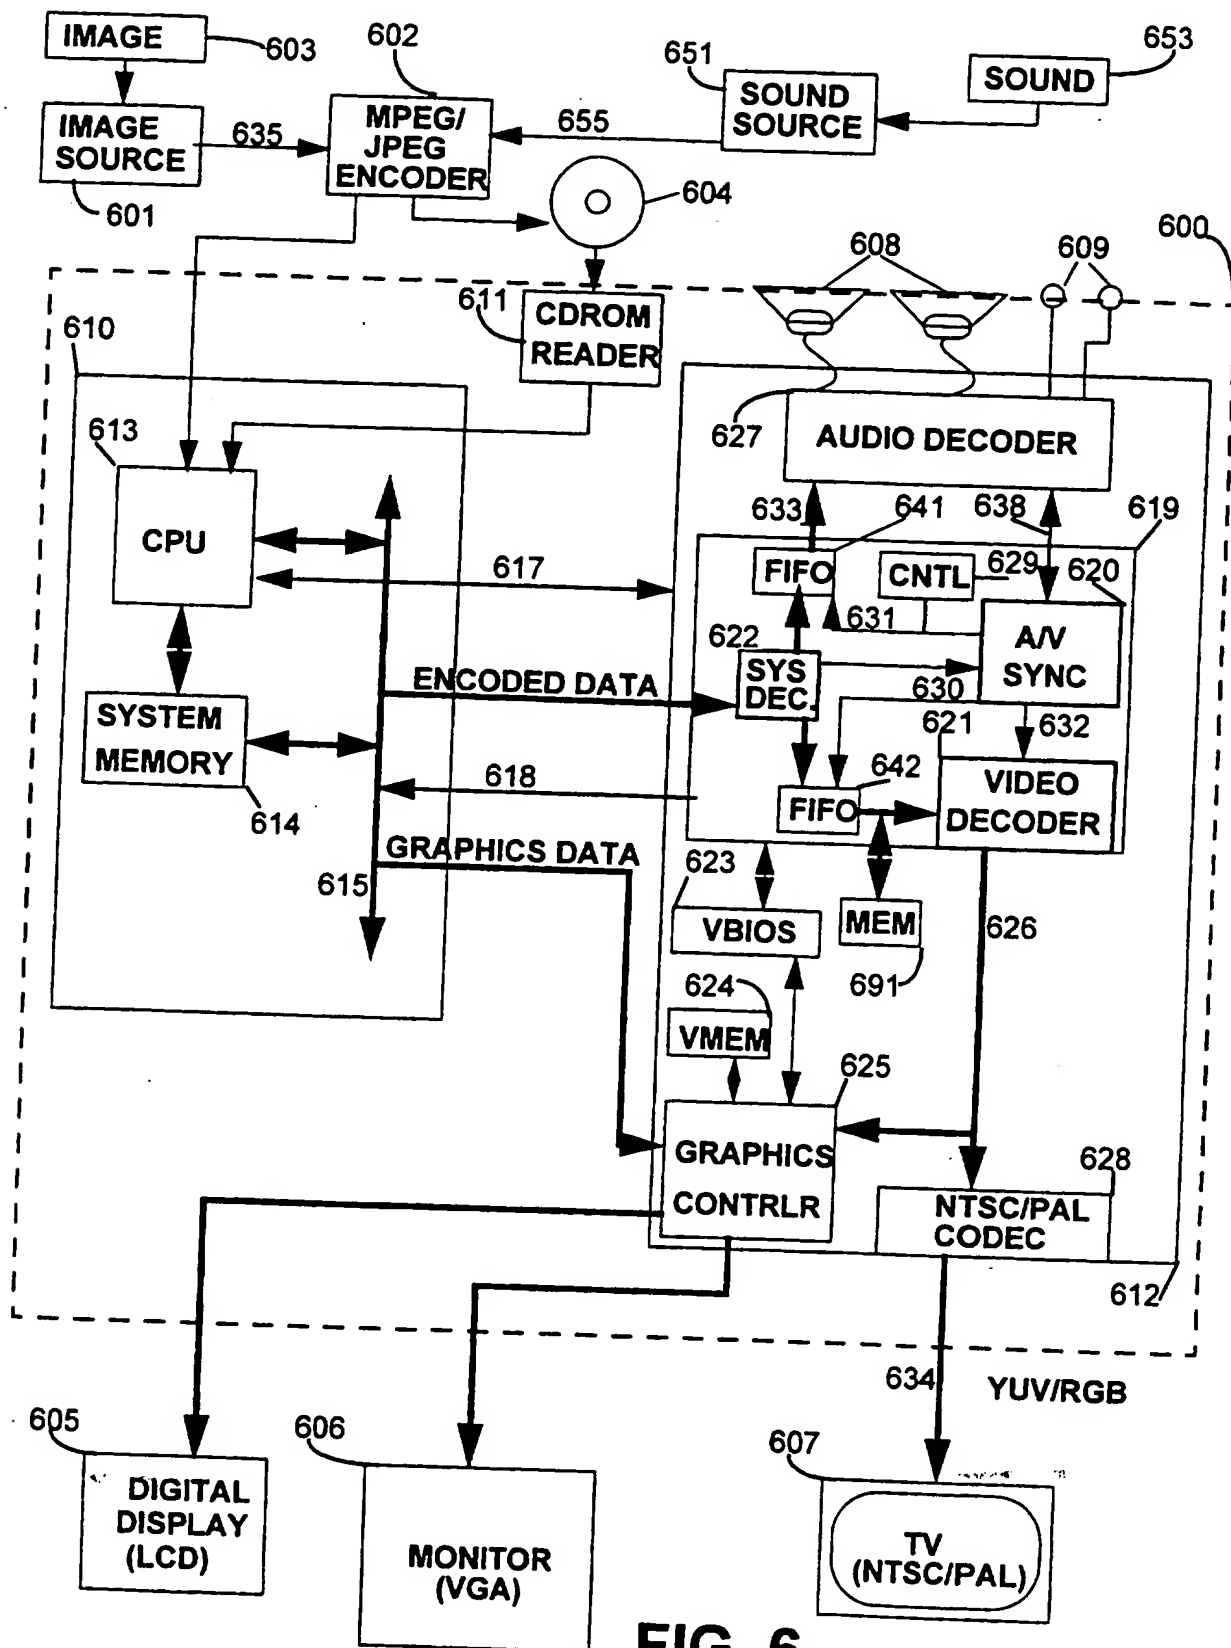 IMAGE
603
602
651
653
SOUND
IMAGE
SOURCE
635
MPEG/
JPEG
ENCODER
655
SOUND
SOURCE
601
604
600
608
609
611
CDROM
READER
610
613
627
AUDIO DECODER
CPU
633
641
638
619
617
FIFO
CNTL
629
620
631
622
A/V
SYNC
SYS
DEC.
ENCODED DATA
630
SYSTEM
MEMORY
621
632
618
642
VIDEO
DECODER
FIFO
614
GRAPHICS DATA
615
623
VBIOS
MEM
626
624
691
VMEM
625
GRAPHICS
CONTRLR
628
NTSC/PAL
CODEC
612
634
YUV/RGB
605
606
607
DIGITAL
DISPLAY
(LCD)
MONITOR
(VGA)
TV
(NTSC/PAL)
FIG. 6